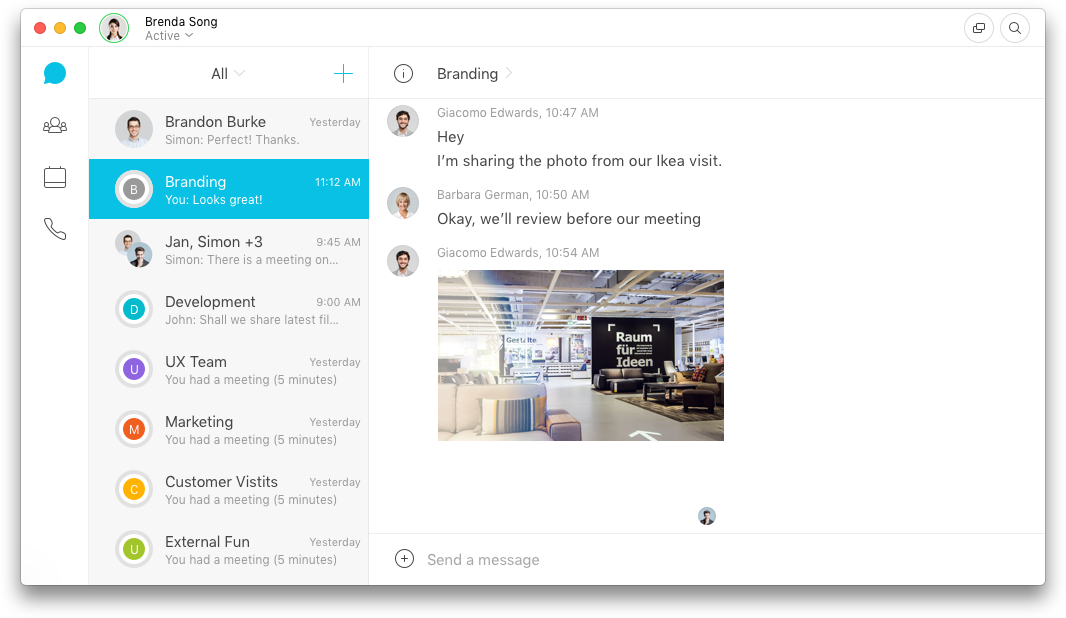 Brenda Song
Active
All
Branding
Brandon Burke Yesterday
Simon: Perfect! Thanks.
B Branding 11:12 AM
You: Looks great!
Jan, Simon +3 9:45 AM
Simon: There is a meeting on...
D Development 9:00 AM
John: Shall we share latest fil...
U UX Team Yesterday
You had a meeting (5 minutes)
M Marketing Yesterday
You had a meeting (5 minutes)
C Customer Vistits Yesterday
You had a meeting (5 minutes)
U External Fun Yesterday
You had a meeting (5 minutes)
Giacomo Edwards, 10:47 AM
Hey
I'm sharing the photo from our Ikea visit.
Barbara German, 10:50 AM
Okay, we'll review before our meeting
Giacomo Edwards, 10:54 AM
Gestalte
Raum
für
Ideen
Send a message